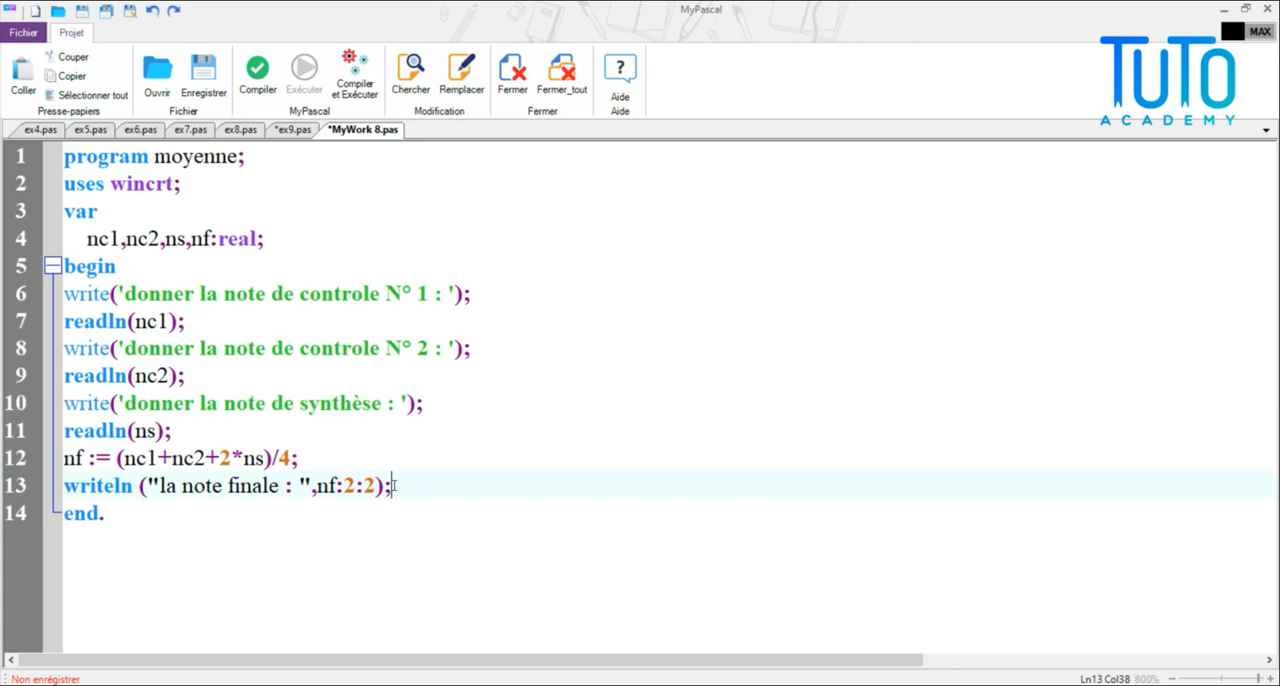 MyPascal
Fichier Projet
MAX
Coller
Couper
Copier
Sélectionner tout
Presse-papiers
Ouvrir Enregistrer
Fichier
Compiler Exécuter Compiler et Exécuter
MyPascal
Chercher Remplacer
Modification
Fermer Fermer_tout
Fermer
?
Aide
Aide
TUTO
ACADEMY
ex4.pas ex5.pas ex6.pas ex7.pas ex8.pas *ex9.pas *MyWork 8.pas
1 program moyenne;
2 uses wincrt;
3 var
4 nc1,nc2,ns,nf:real;
5 begin
6 write('donner la note de controle N° 1 : ');
7 readln(nc1);
8 write('donner la note de controle N° 2 : ');
9 readln(nc2);
10 write('donner la note de synthèse : ');
11 readln(ns);
12 nf := (nc1+nc2+2*ns)/4;
13 writeln ("la note finale : ",nf:2:2);
14 end.
Non enrégistrer
Ln13 Col38 800%